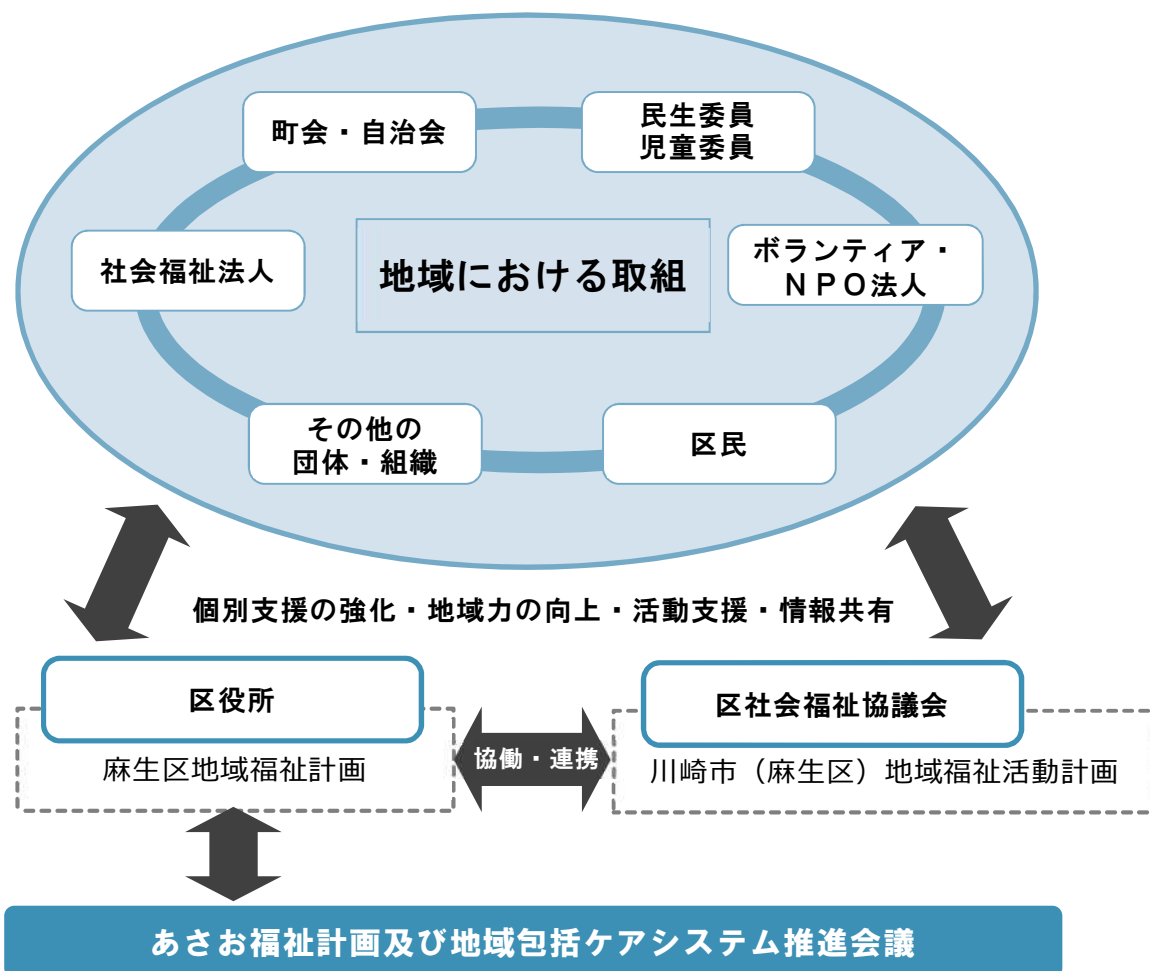 町会・自治会
民生委員
児童委員
社会福祉法人
地域における取組
ボランティア・
ＮＰＯ法人
その他の
団体・組織
区民
個別支援の強化・地域力の向上・活動支援・情報共有
区役所
麻生区地域福祉計画
協働・連携
区社会福祉協議会
川崎市（麻生区）地域福祉活動計画
あさお福祉計画及び地域包括ケアシステム推進会議